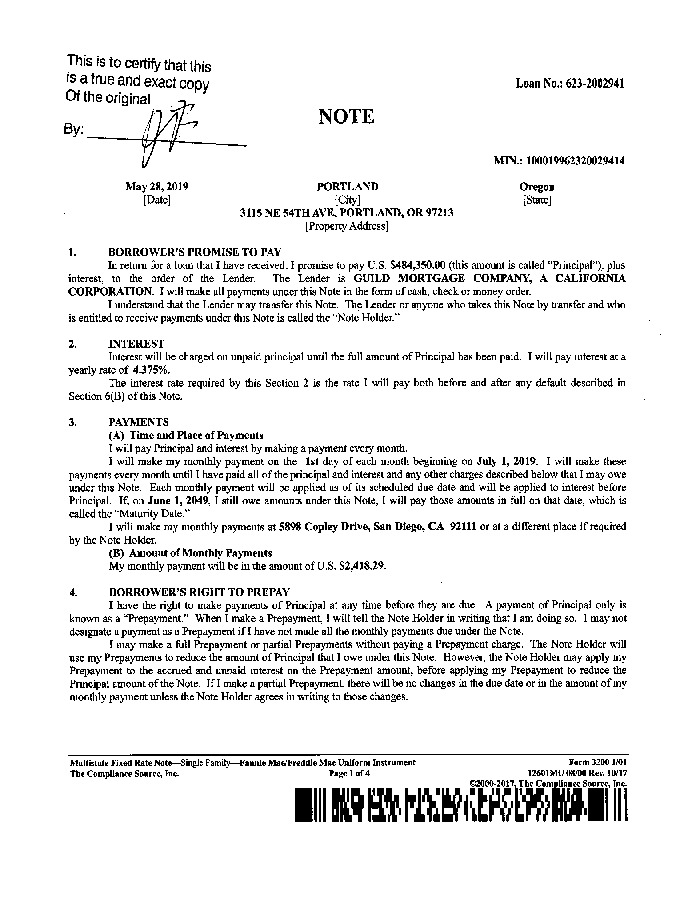 This is to certify that this
is a true and exact copy
Of the original
By:
Loan No.: 623-2002941
NOTE
MIN.: 100019962320029414
May 28, 2019 PORTLAND Oregon
[Date] [City] [State]
3115 NE 54TH AVE, PORTLAND, OR 97213
[Property Address]
1. BORROWER'S PROMISE TO PAY
In return for a loan that I have received, I promise to pay U.S. $484,350.00 (this amount is called "Principal"), plus
interest, to the order of the Lender. The Lender is GUILD MORTGAGE COMPANY, A CALIFORNIA
CORPORATION. I will make all payments under this Note in the form of cash, check or money order.
I understand that the Lender may transfer this Note. The Lender or anyone who takes this Note by transfer and who
is entitled to receive payments under this Note is called the "Note Holder."
2. INTEREST
Interest will be charged on unpaid principal until the full amount of Principal has been paid. I will pay interest at a
yearly rate of 4.375%.
The interest rate required by this Section 2 is the rate I will pay both before and after any default described in
Section 6(B) of this Note.
3. PAYMENTS
(A) Time and Place of Payments
I will pay Principal and interest by making a payment every month.
I will make my monthly payment on the 1st day of each month beginning on July 1, 2019. I will make these
payments every month until I have paid all of the principal and interest and any other charges described below that I may owe
under this Note. Each monthly payment will be applied as of its scheduled due date and will be applied to interest before
Principal. If, on June 1, 2049, I still owe amounts under this Note, I will pay those amounts in full on that date, which is
called the "Maturity Date."
I will make my monthly payments at 5898 Copley Drive, San Diego, CA 92111 or at a different place if required
by the Note Holder.
(B) Amount of Monthly Payments
My monthly payment will be in the amount of U.S. $2,418.29.
4. BORROWER'S RIGHT TO PREPAY
I have the right to make payments of Principal at any time before they are due. A payment of Principal only is
known as a "Prepayment." When I make a Prepayment, I will tell the Note Holder in writing that I am doing so. I may not
designate a payment as a Prepayment if I have not made all the monthly payments due under the Note.
I may make a full Prepayment or partial Prepayments without paying a Prepayment charge. The Note Holder will
use my Prepayments to reduce the amount of Principal that I owe under this Note. However, the Note Holder may apply my
Prepayment to the accrued and unpaid interest on the Prepayment amount, before applying my Prepayment to reduce the
Principal amount of the Note. If I make a partial Prepayment, there will be no changes in the due date or in the amount of my
monthly payment unless the Note Holder agrees in writing to those changes.
Multistate Fixed Rate Note—Single Family—Fannie Mae/Freddie Mac Uniform Instrument Form 3200 1/01
The Compliance Source, Inc. Page 1 of 4 08/00 Rev. 10/17
©2000-2017, The Compliance Source, Inc.